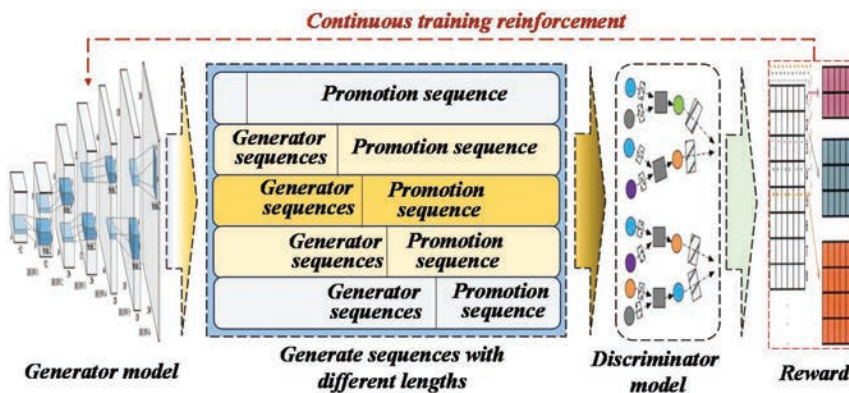 Continuous training reinforcement
Promotion sequence
Generator
sequences
Promotion sequence
Generator
sequences
Promotion
sequence
Generator
sequences
Promotion
sequence
Generator
sequences
Promotion
sequence
Generator model
Generate sequences with
different lengths
Discriminator
model
Reward